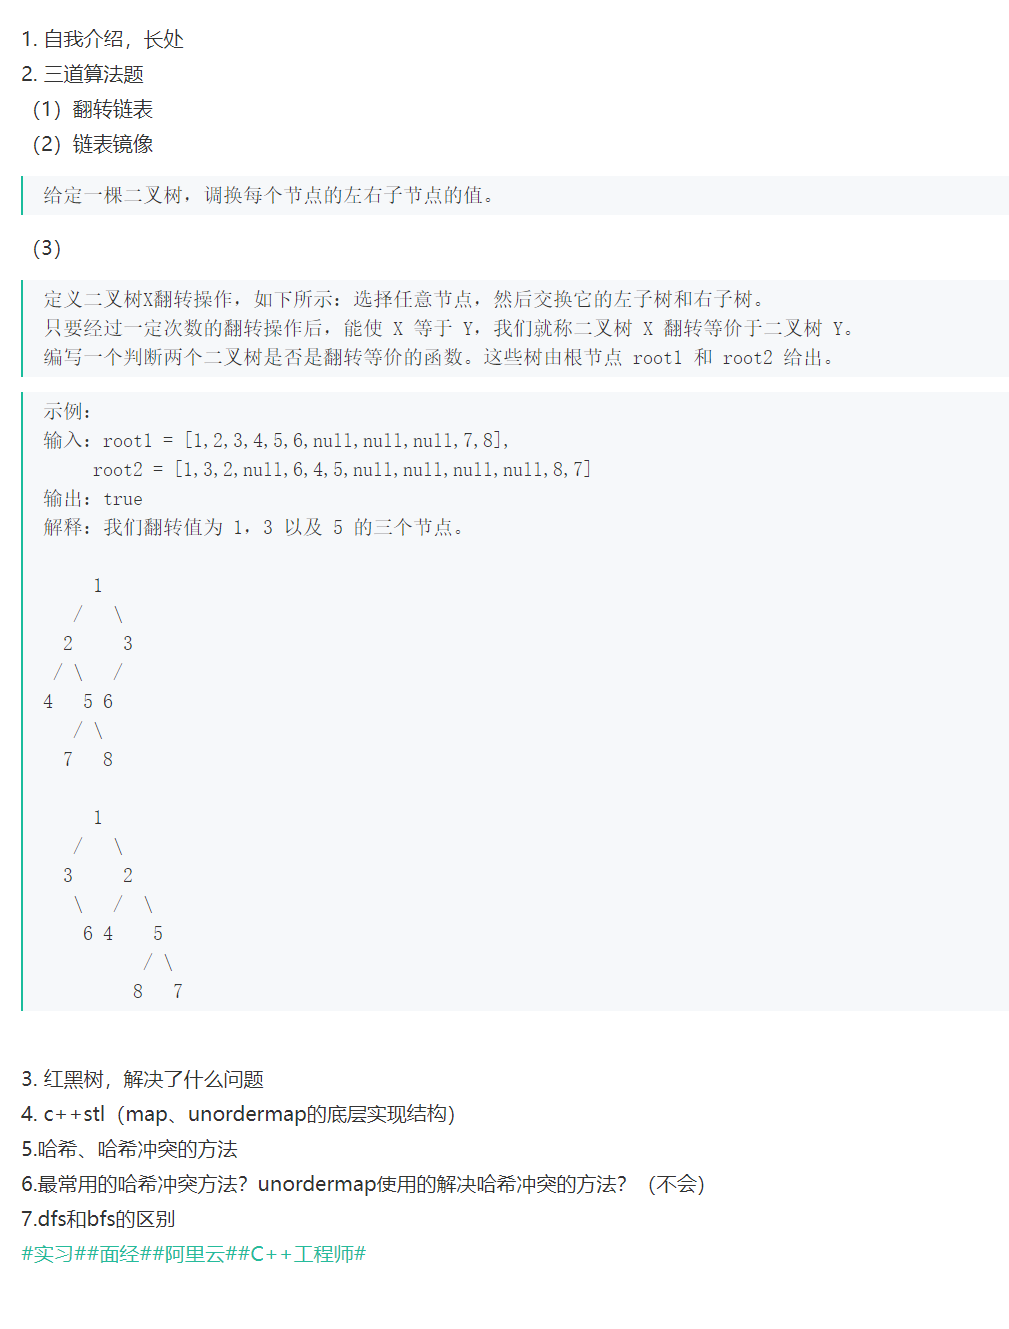 1. 自我介绍，长处
2. 三道算法题
（1）翻转链表
（2）链表镜像
给定一棵二叉树，调换每个节点的左右子节点的值。
（3）
定义二叉树X翻转操作，如下所示：选择任意节点，然后交换它的左子树和右子树。
只要经过一定次数的翻转操作后，能使 X 等于 Y，我们就称二叉树 X 翻转等价于二叉树 Y。
编写一个判断两个二叉树是否是翻转等价的函数。这些树由根节点 root1 和 root2 给出。
示例：
输入：root1 = [1,2,3,4,5,6,null,null,null,7,8],
root2 = [1,3,2,null,6,4,5,null,null,null,null,8,7]
输出：true
解释：我们翻转值为 1，3 以及 5 的三个节点。
1
/ \
2 3
/ \ /
4 5 6
/ \
7 8
1
/ \
3 2
\ / \
6 4 5
/ \
8 7
3. 红黑树，解决了什么问题
4. c++stl（map、unordermap的底层实现结构）
5.哈希、哈希冲突的方法
6.最常用的哈希冲突方法？unordermap使用的解决哈希冲突的方法？（不会）
7.dfs和bfs的区别
#实习##面经##阿里云##C++工程师#